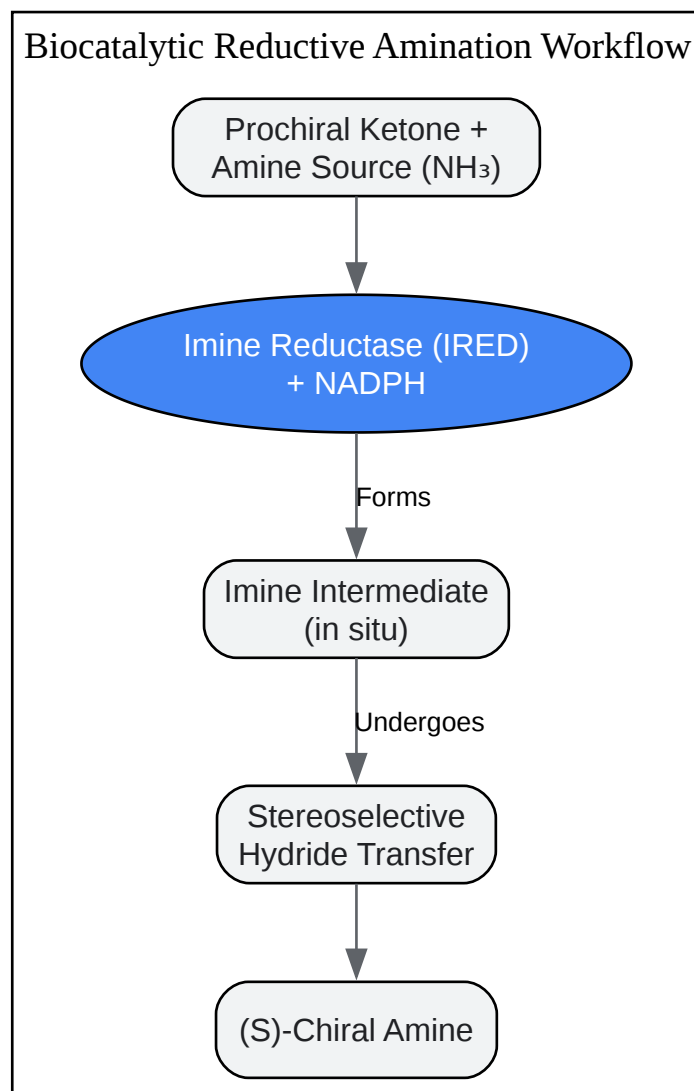 Biocatalytic Reductive Amination Workflow
Prochiral Ketone +
Amine Source (NH₃)
Imine Reductase (IRED)
+ NADPH
Forms
Imine Intermediate
(in situ)
Undergoes
Stereoselective
Hydride Transfer
(S)-Chiral Amine